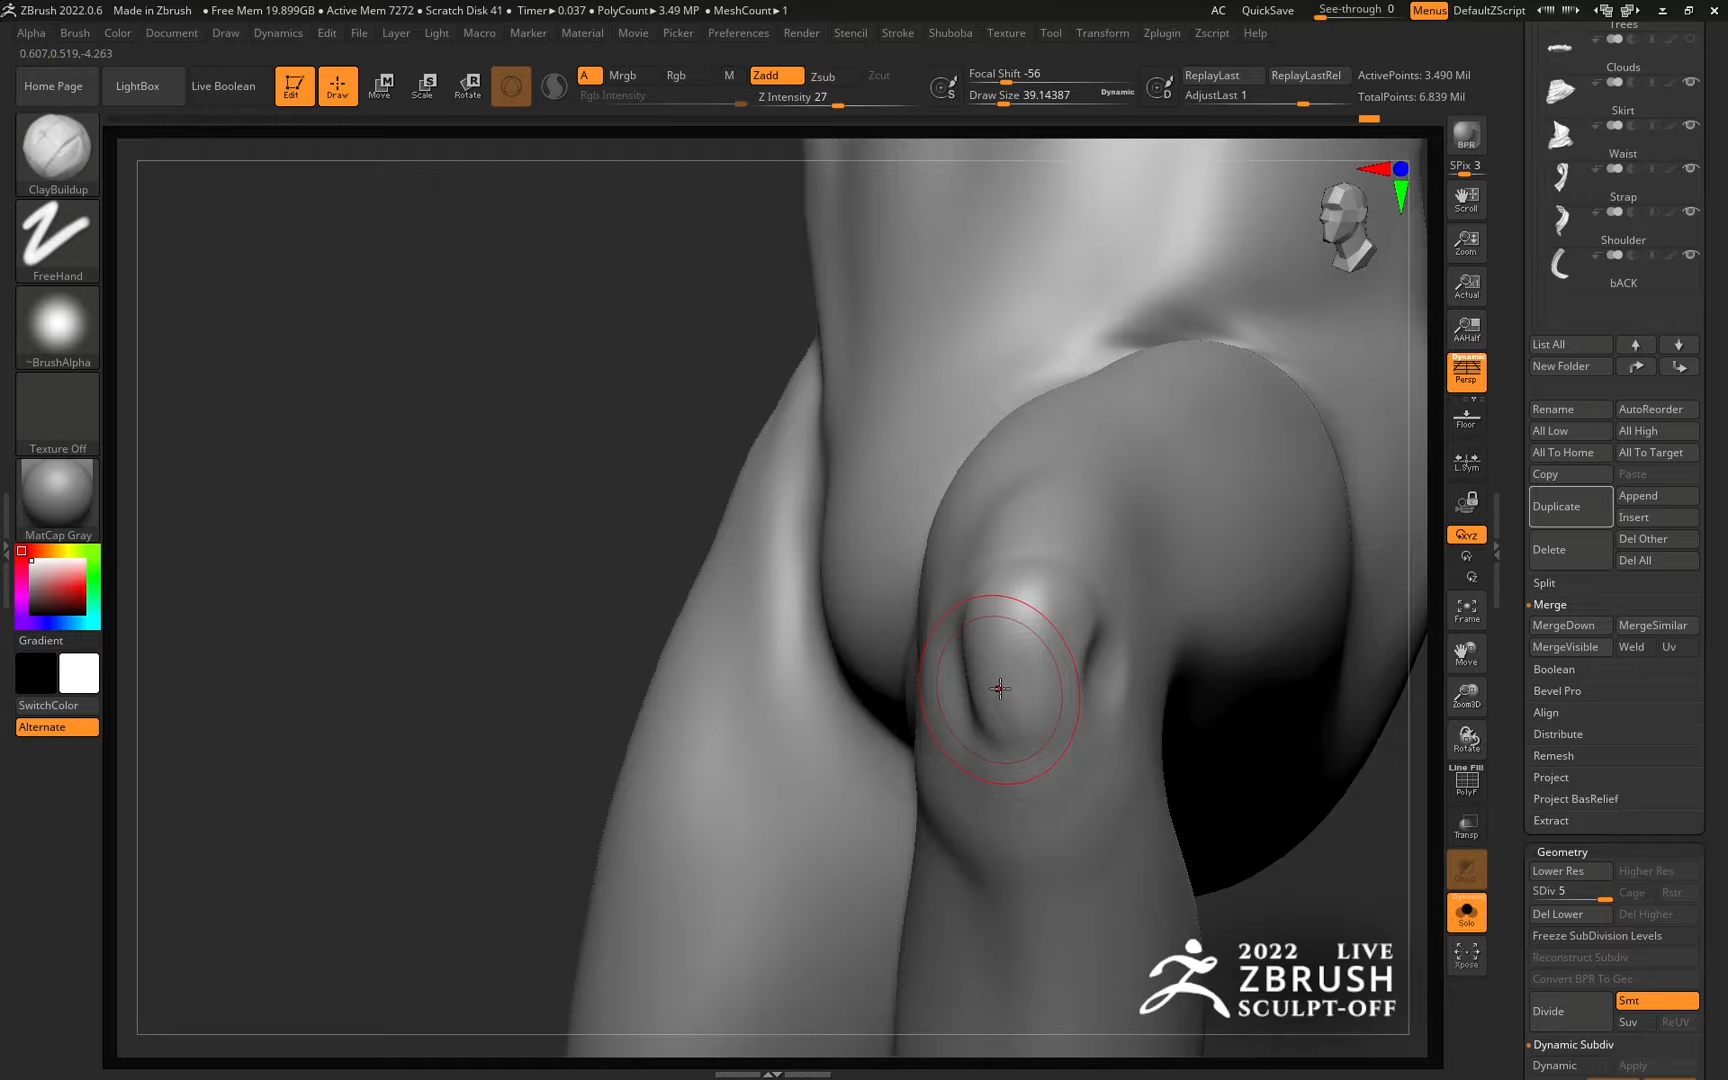 ZBrush 2022.0.6 Made in Zbrush • Free Mem 19.899GB • Active Mem 7272 • Scratch Disk 41 • Timer▸0.037 • PolyCount▸3.49 MP • MeshCount▸1 AC QuickSave See-through 0 Menus DefaultZScript
Alpha Brush Color Document Draw Dynamics Edit File Layer Light Macro Marker Material Movie Picker Preferences Render Stencil Stroke Shuboba Texture Tool Transform Zplugin Zscript Help
0.607,0.519,-4.263
Home Page LightBox Live Boolean Edit Draw Move Scale Rotate A Mrgb Rgb M Zadd Zsub Zcut
Rgb Intensity Z Intensity 27
Focal Shift -56
Draw Size 39.14387 Dynamic
S D
ReplayLast ReplayLastRel ActivePoints: 3.490 Mil
AdjustLast 1 TotalPoints: 6.839 Mil
ClayBuildup
FreeHand
~BrushAlpha
Texture Off
MatCap Gray
Gradient
SwitchColor
Alternate
BPR
SPix 3
Scroll
Zoom
Actual
AAHalf
Dynamic
Persp
Floor
L.Sym
XYZ
Y
Z
Frame
Move
Zoom3D
Rotate
Line Fill
PolyF
Transp
Ghost
Dynamic
Solo
Xpose
Trees
Clouds
Skirt
Waist
Strap
Shoulder
bACK
List All
New Folder
Rename AutoReorder
All Low All High
All To Home All To Target
Copy Paste
Duplicate Append
Insert
Delete Del Other
Del All
Split
Merge
MergeDown MergeSimilar
MergeVisible Weld Uv
Boolean
Bevel Pro
Align
Distribute
Remesh
Project
Project BasRelief
Extract
Geometry
Lower Res Higher Res
SDiv 5 Cage Rstr
Del Lower Del Higher
Freeze SubDivision Levels
Reconstruct Subdiv
Convert BPR To Geo
Divide Smt
Suv ReUV
Dynamic Subdiv
Dynamic Apply
2022 LIVE
ZBRUSH
SCULPT-OFF